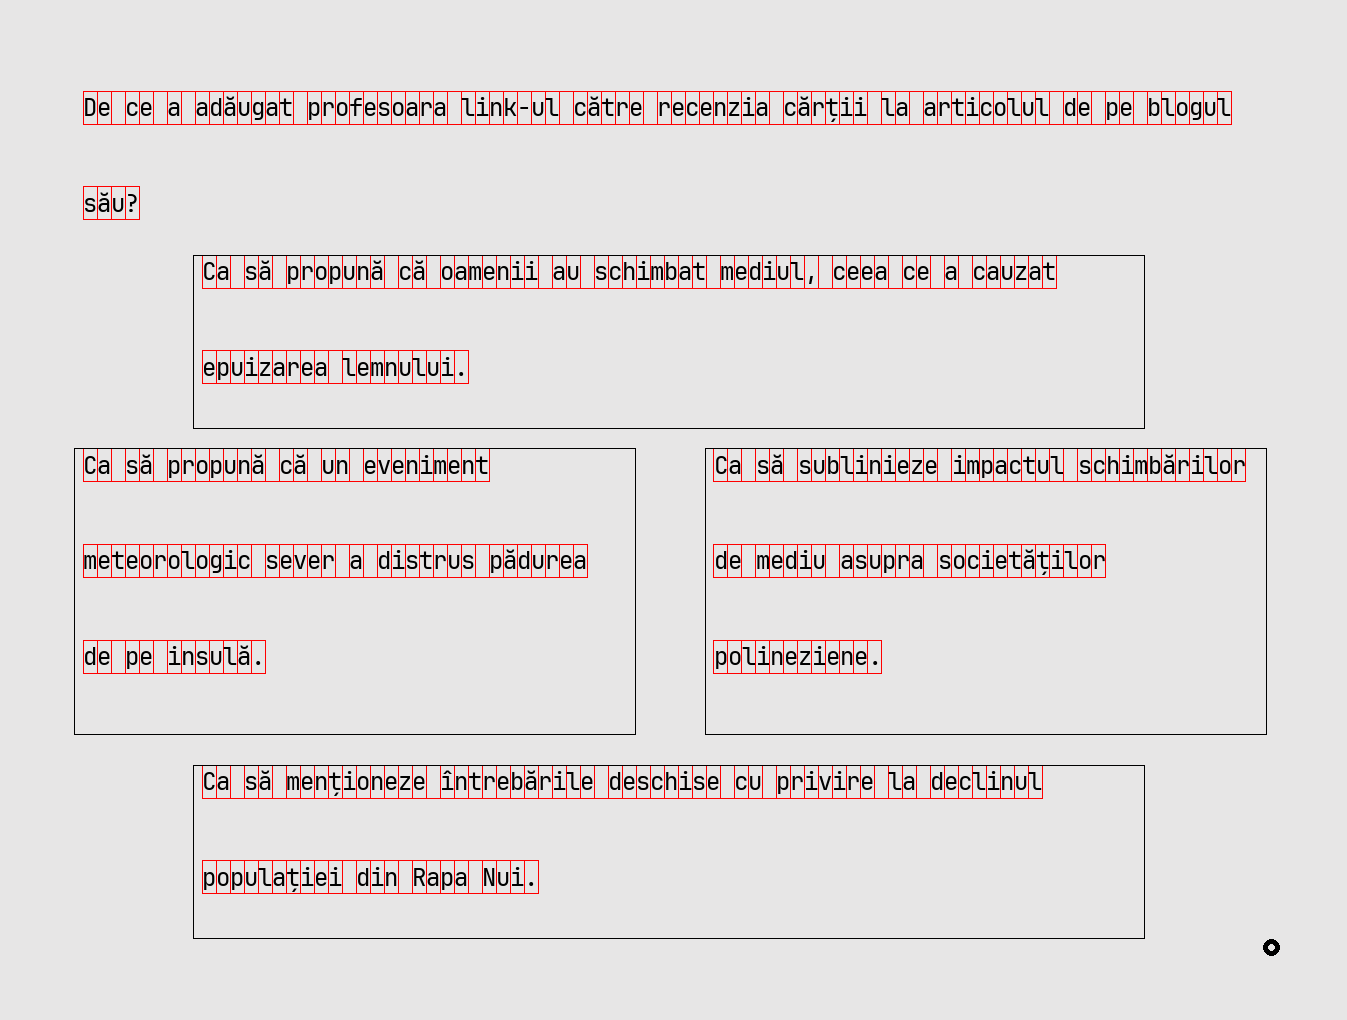 De ce a adăugat profesoara link-ul către recenzia cărții la articolul de pe blogul
său?
Ca să propună că oamenii au schimbat mediul, ceea ce a cauzat
epuizarea lemnului.
Ca să propună că un eveniment
meteorologic sever a distrus pădurea
de pe insulă.
Ca să sublinieze impactul schimbărilor
de mediu asupra societăților
polineziene.
Ca să menționeze întrebările deschise cu privire la declinul
populației din Rapa Nui.